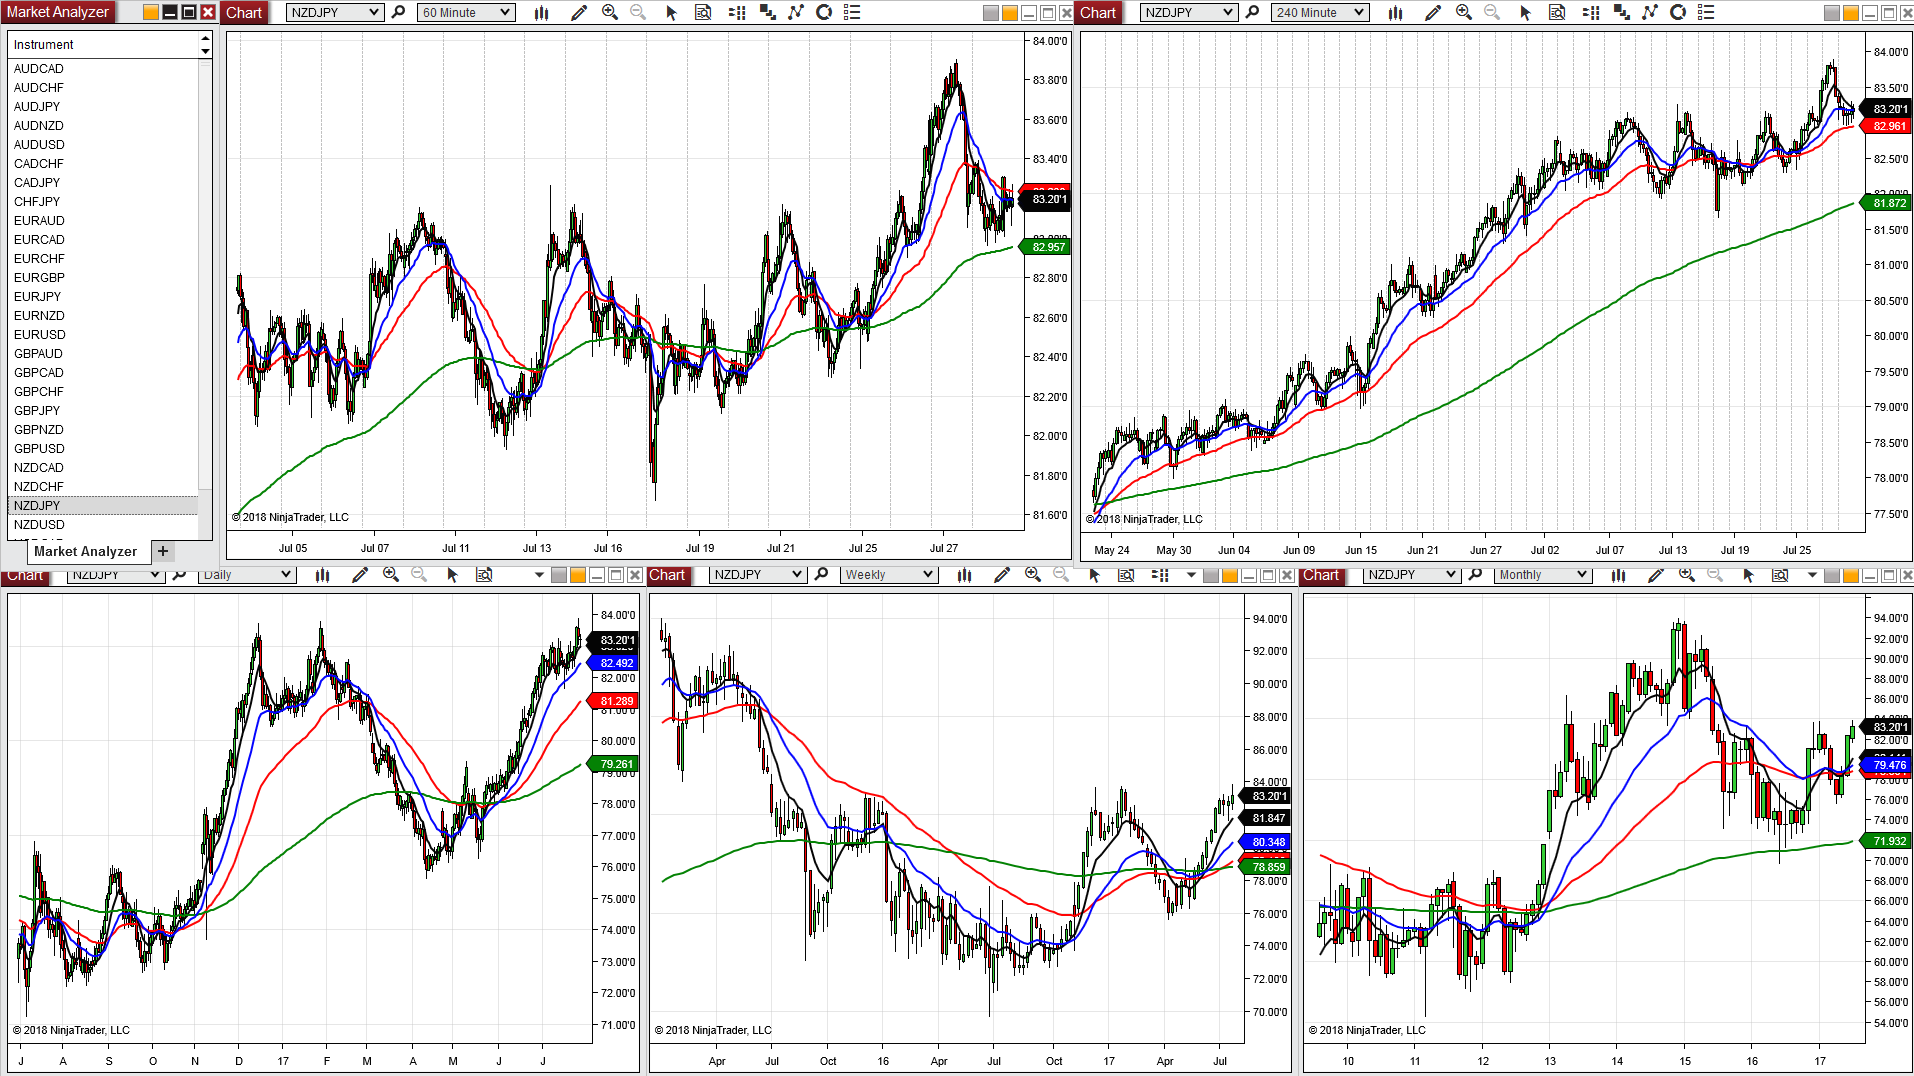 Market Analyzer
Instrument
AUDCAD
AUDCHF
AUDJPY
AUDNZD
AUDUSD
CADCHF
CADJPY
CHFJPY
EURAUD
EURCAD
EURCHF
EURGBP
EURJPY
EURNZD
EURUSD
GBPAUD
GBPCAD
GBPCHF
GBPJPY
GBPNZD
GBPUSD
NZDCAD
NZDCHF
NZDJPY
NZDUSD
Market Analyzer +
Chart NZDJPY 60 Minute
84.00'0
83.80'0
83.60'0
83.40'0
83.20'1
82.957
82.80'0
82.60'0
82.40'0
82.20'0
82.00'0
81.80'0
81.60'0
© 2018 NinjaTrader, LLC
Jul 05 Jul 07 Jul 11 Jul 13 Jul 16 Jul 19 Jul 21 Jul 25 Jul 27
Chart NZDJPY 240 Minute
84.00'0
83.50'0
83.20'1
82.961
82.50'0
81.872
81.50'0
81.00'0
80.50'0
80.00'0
79.50'0
79.00'0
78.50'0
78.00'0
77.50'0
© 2018 NinjaTrader, LLC
May 24 May 30 Jun 04 Jun 09 Jun 15 Jun 21 Jun 27 Jul 02 Jul 07 Jul 13 Jul 19 Jul 25
Chart NZDJPY Daily
84.00'0
83.20'1
82.492
82.00'0
81.289
81.00'0
80.00'0
79.261
79.00'0
78.00'0
77.00'0
76.00'0
75.00'0
74.00'0
73.00'0
72.00'0
71.00'0
© 2018 NinjaTrader, LLC
J A S O N D 17 F M A M J J
Chart NZDJPY Weekly
94.00'0
92.00'0
90.00'0
88.00'0
86.00'0
84.00'0
83.20'1
81.847
80.348
78.859
78.00'0
76.00'0
74.00'0
72.00'0
70.00'0
© 2018 NinjaTrader, LLC
Apr Jul Oct 16 Apr Jul Oct 17 Apr Jul
Chart NZDJPY Monthly
94.00'0
92.00'0
90.00'0
88.00'0
86.00'0
83.20'1
82.00'0
79.476
78.00'0
76.00'0
74.00'0
71.932
70.00'0
68.00'0
66.00'0
64.00'0
62.00'0
60.00'0
58.00'0
56.00'0
54.00'0
© 2018 NinjaTrader, LLC
10 11 12 13 14 15 16 17